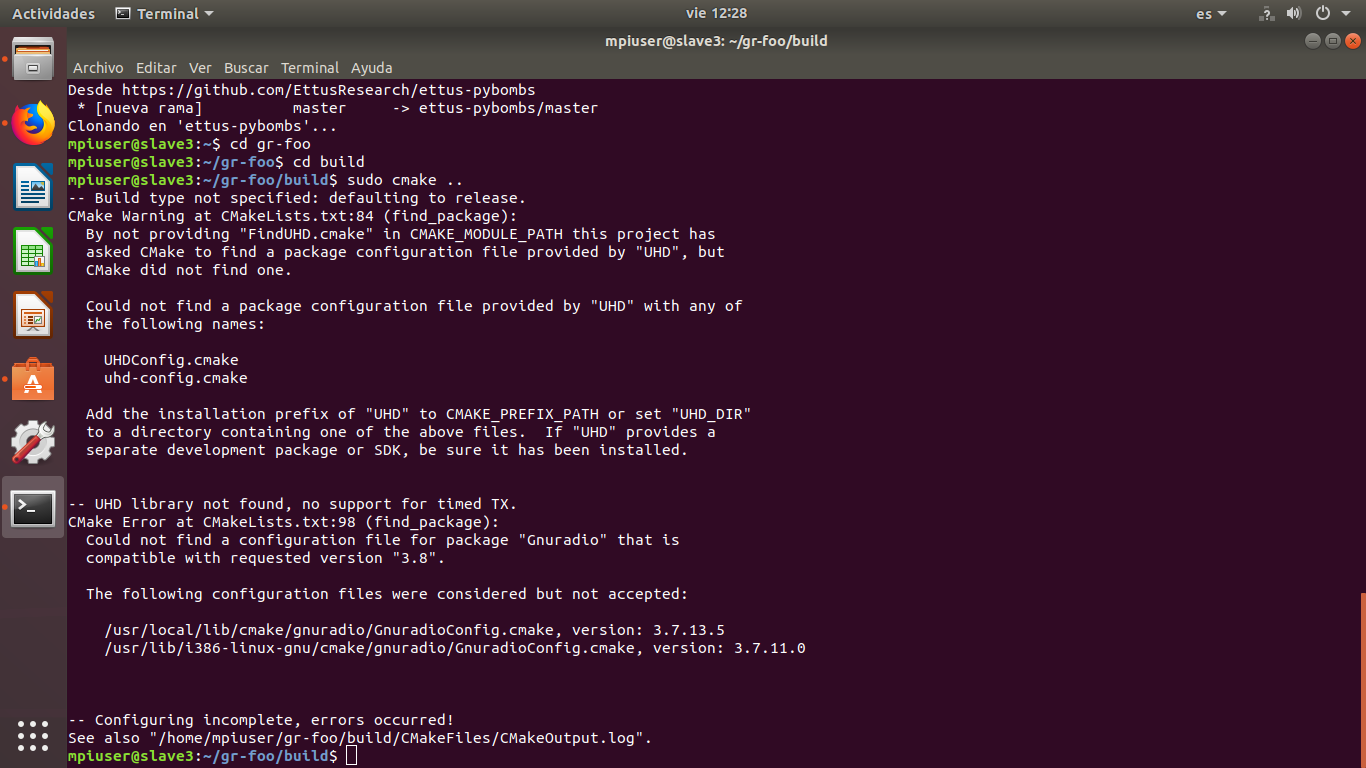 Actividades Terminal vie 12:28 es
mpiuser@slave3: ~/gr-foo/build
Archivo Editar Ver Buscar Terminal Ayuda
Desde https://github.com/EttusResearch/ettus-pybombs
 * [nueva rama]          master     -> ettus-pybombs/master
Clonando en 'ettus-pybombs'...
mpiuser@slave3:~$ cd gr-foo
mpiuser@slave3:~/gr-foo$ cd build
mpiuser@slave3:~/gr-foo/build$ sudo cmake ..
-- Build type not specified: defaulting to release.
CMake Warning at CMakeLists.txt:84 (find_package):
  By not providing "FindUHD.cmake" in CMAKE_MODULE_PATH this project has
  asked CMake to find a package configuration file provided by "UHD", but
  CMake did not find one.
  Could not find a package configuration file provided by "UHD" with any of
  the following names:
    UHDConfig.cmake
    uhd-config.cmake
  Add the installation prefix of "UHD" to CMAKE_PREFIX_PATH or set "UHD_DIR"
  to a directory containing one of the above files.  If "UHD" provides a
  separate development package or SDK, be sure it has been installed.
-- UHD library not found, no support for timed TX.
CMake Error at CMakeLists.txt:98 (find_package):
  Could not find a configuration file for package "Gnuradio" that is
  compatible with requested version "3.8".
  The following configuration files were considered but not accepted:
    /usr/local/lib/cmake/gnuradio/GnuradioConfig.cmake, version: 3.7.13.5
    /usr/lib/i386-linux-gnu/cmake/gnuradio/GnuradioConfig.cmake, version: 3.7.11.0
-- Configuring incomplete, errors occurred!
See also "/home/mpiuser/gr-foo/build/CMakeFiles/CMakeOutput.log".
mpiuser@slave3:~/gr-foo/build$